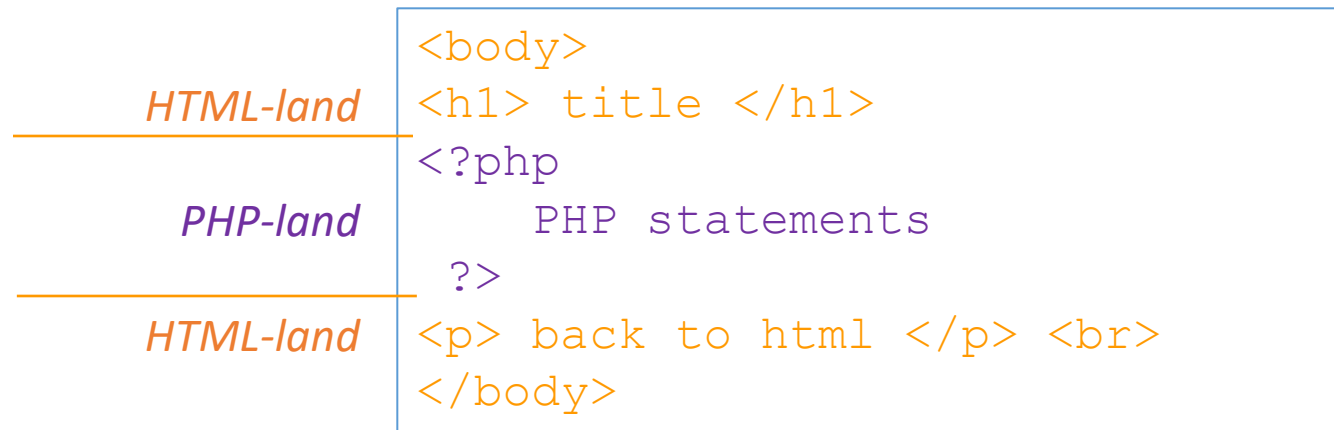 <body>
HTML-land <h1> title </h1>
<?php
PHP-land PHP statements
?>
HTML-land <p> back to html </p> <br>
</body>